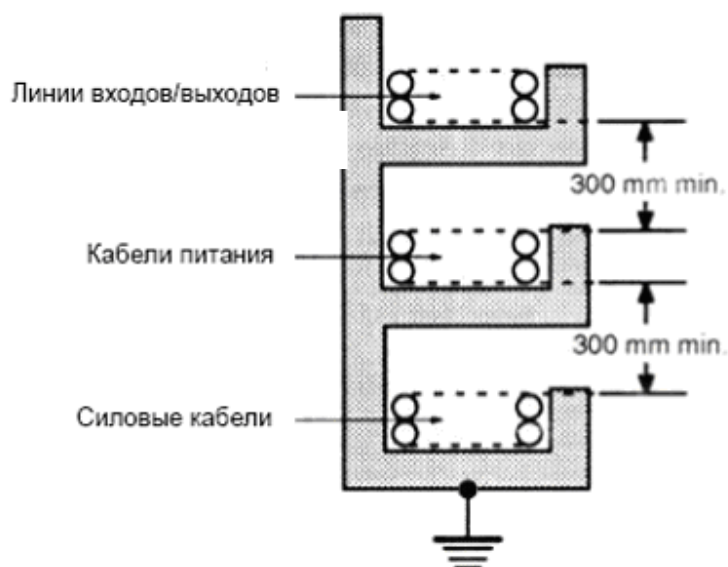 Линии входов/выходов
300 mm min.
Кабели питания
300 mm min.
Силовые кабели